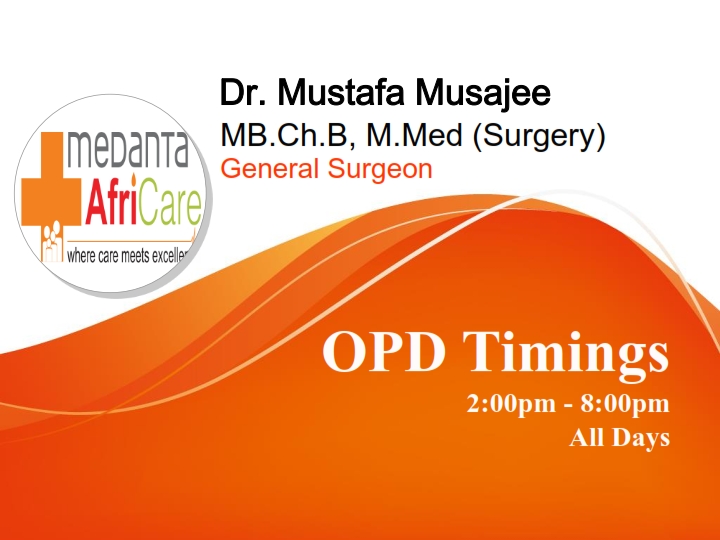 Dr. Mustafa Musajee
MB.Ch.B, M.Med (Surgery)
General Surgeon
meDanTa
AfriCare
where care meets excellen
OPD Timings
2:00pm - 8:00pm
All Days